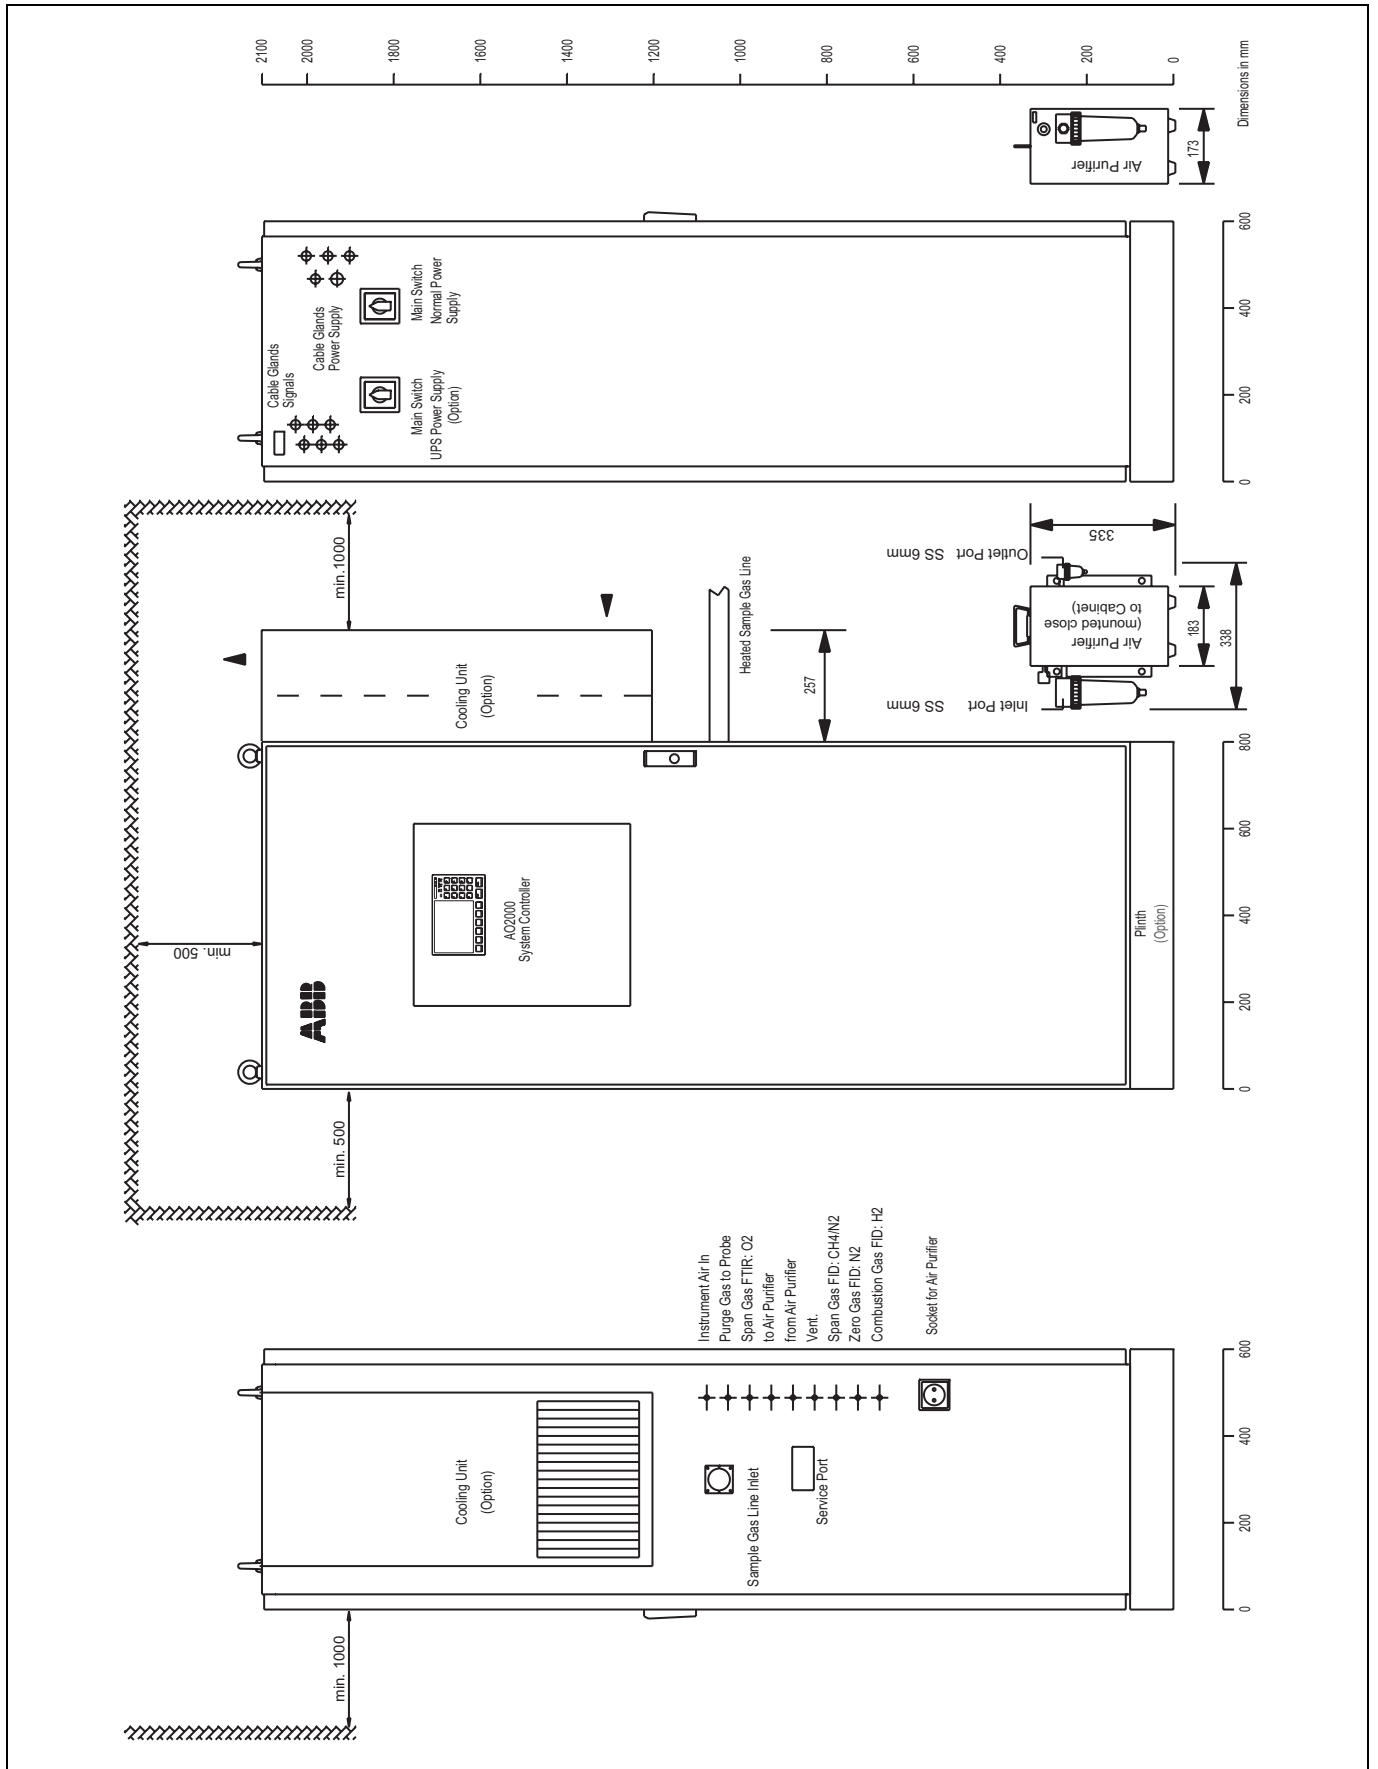 min. 1000
Cooling Unit
(Option)
Sample Gas Line Inlet
Service Port
Instrument Air In
Purge Gas to Probe
Span Gas FTIR: O2
to Air Purifier
from Air Purifier
Vent.
Span Gas FID: CH4/N2
Zero Gas FID: N2
Combustion Gas FID: H2
Socket for Air Purifier
0
200
400
600
min. 500
min. 500
ABB
AO2000
System Controller
Plinth
(Option)
0
200
400
600
800
Cooling Unit
(Option)
min.1000
257
Heated Sample Gas Line
Inlet Port
SS 6mm
Outlet Port
SS 6mm
Air Purifier
(mounted close
to Cabinet)
335
183
338
Cable Glands
Signals
Cable Glands
Power Supply
Main Switch
UPS Power Supply
(Option)
Main Switch
Normal Power
Supply
0
200
400
600
Air Purifier
173
2100
2000
1800
1600
1400
1200
1000
800
600
400
200
0
Dimensions in mm